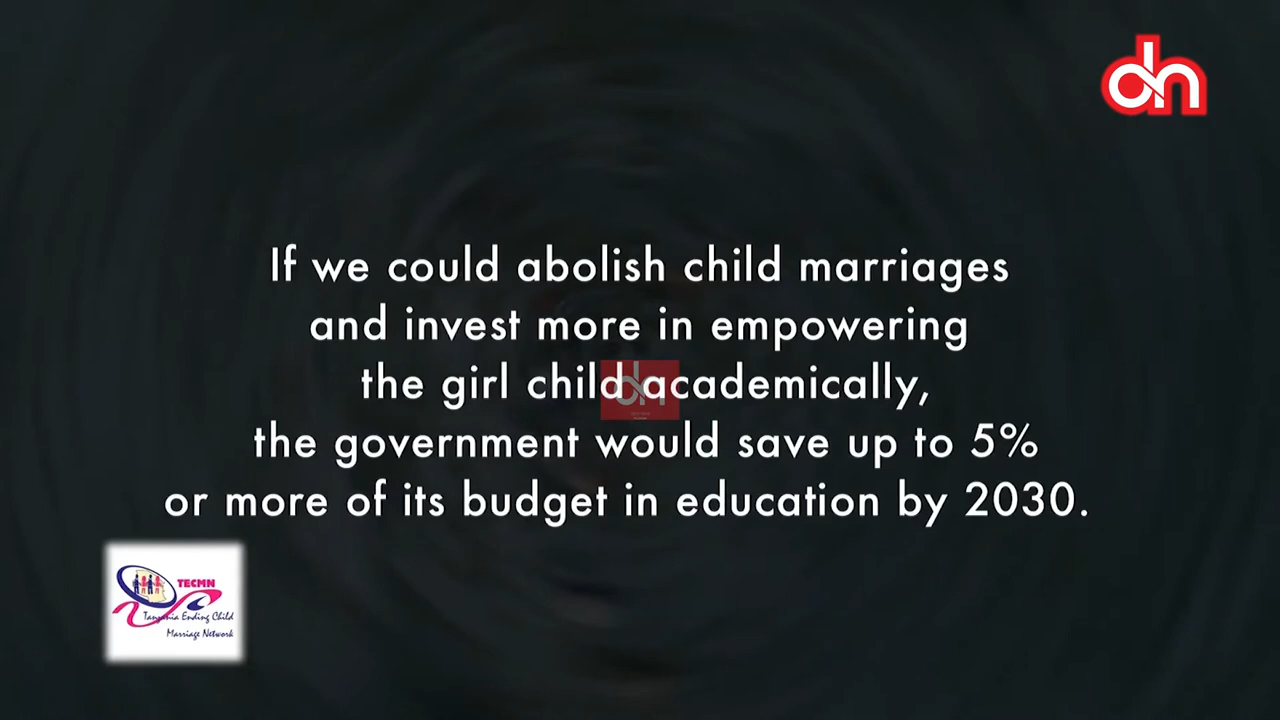 dn
If we could abolish child marriages
and invest more in empowering
the girl child academically,
the government would save up to 5%
or more of its budget in education by 2030.
TECMN
Tanzania Ending Child
Marriage Network